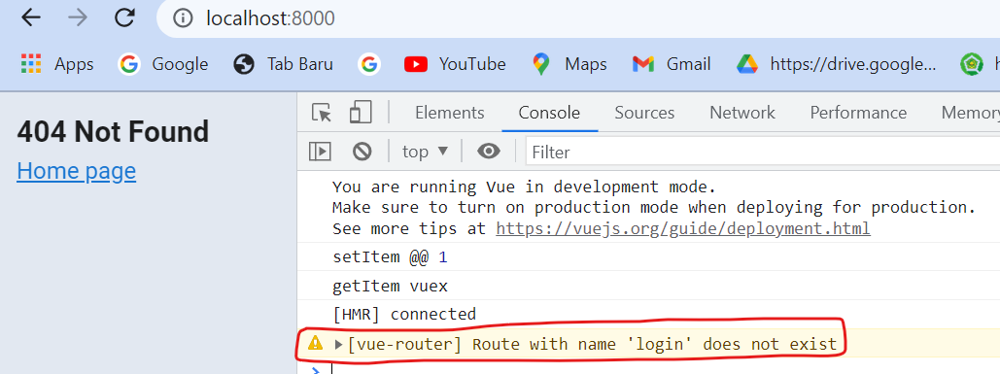 localhost:8000
Apps Google Tab Baru YouTube Maps Gmail https://drive.google...
404 Not Found
Home page
Elements Console Sources Network Performance Memory
top ▼ Filter
You are running Vue in development mode.
Make sure to turn on production mode when deploying for production.
See more tips at https://vuejs.org/guide/deployment.html
setItem @@ 1
getItem vuex
[HMR] connected
[vue-router] Route with name 'login' does not exist